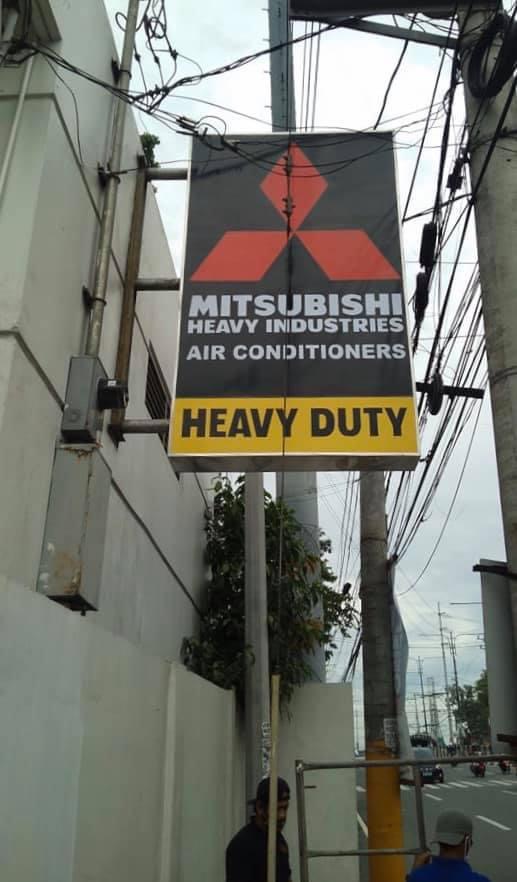 MITSUBISHI
HEAVY INDUSTRIES
AIR CONDITIONERS
HEAVY DUTY